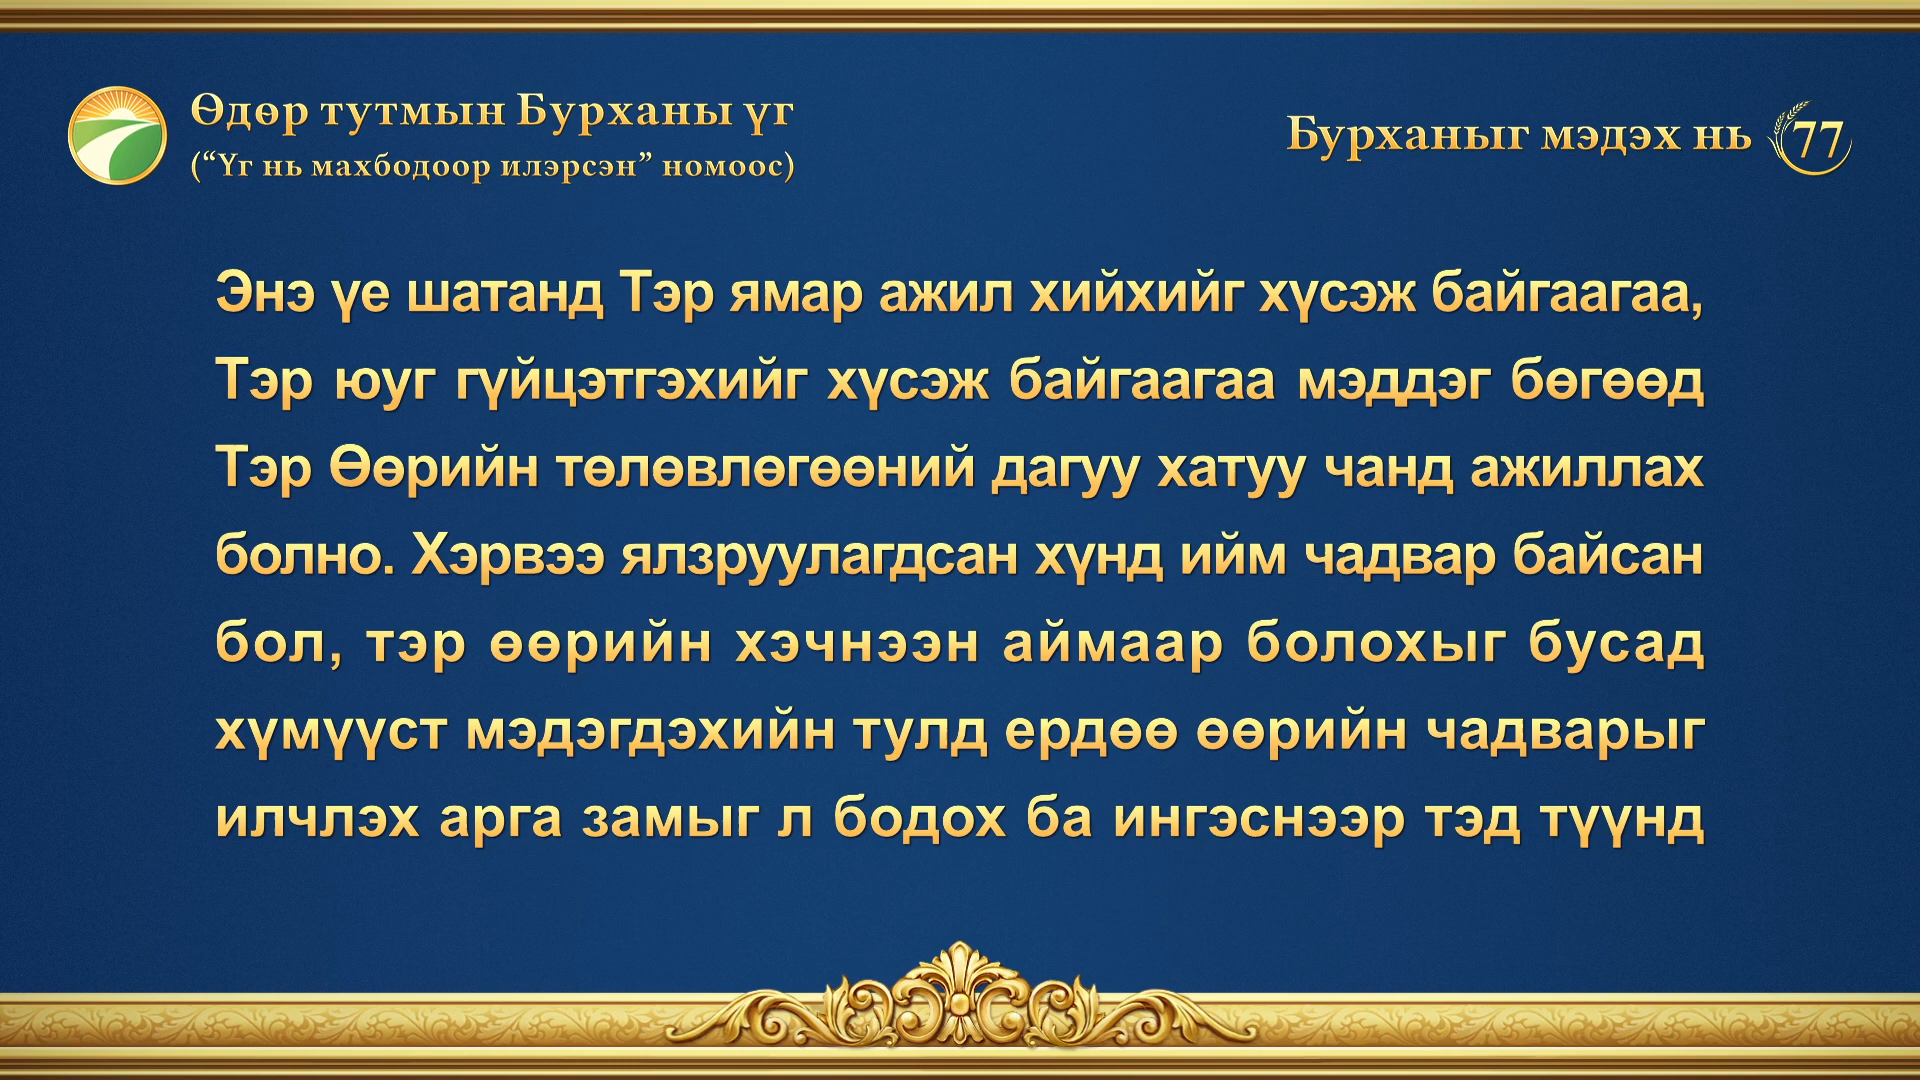 Өдөр тутмын Бурханы үг
(“Үг нь махбодоор илэрсэн” номоос)
Бурханыг мэдэх нь 77
Энэ үе шатанд Тэр ямар ажил хийхийг хүсэж байгаагаа,
Тэр юуг гүйцэтгэхийг хүсэж байгаагаа мэддэг бөгөөд
Тэр Өөрийн төлөвлөгөөний дагуу хатуу чанд ажиллах
болно. Хэрвээ ялзруулагдсан хүнд ийм чадвар байсан
бол, тэр өөрийн хэчнээн аймаар болохыг бусад
хүмүүст мэдэгдэхийн тулд ердөө өөрийн чадварыг
илчлэх арга замыг л бодох ба ингэснээр тэд түүнд